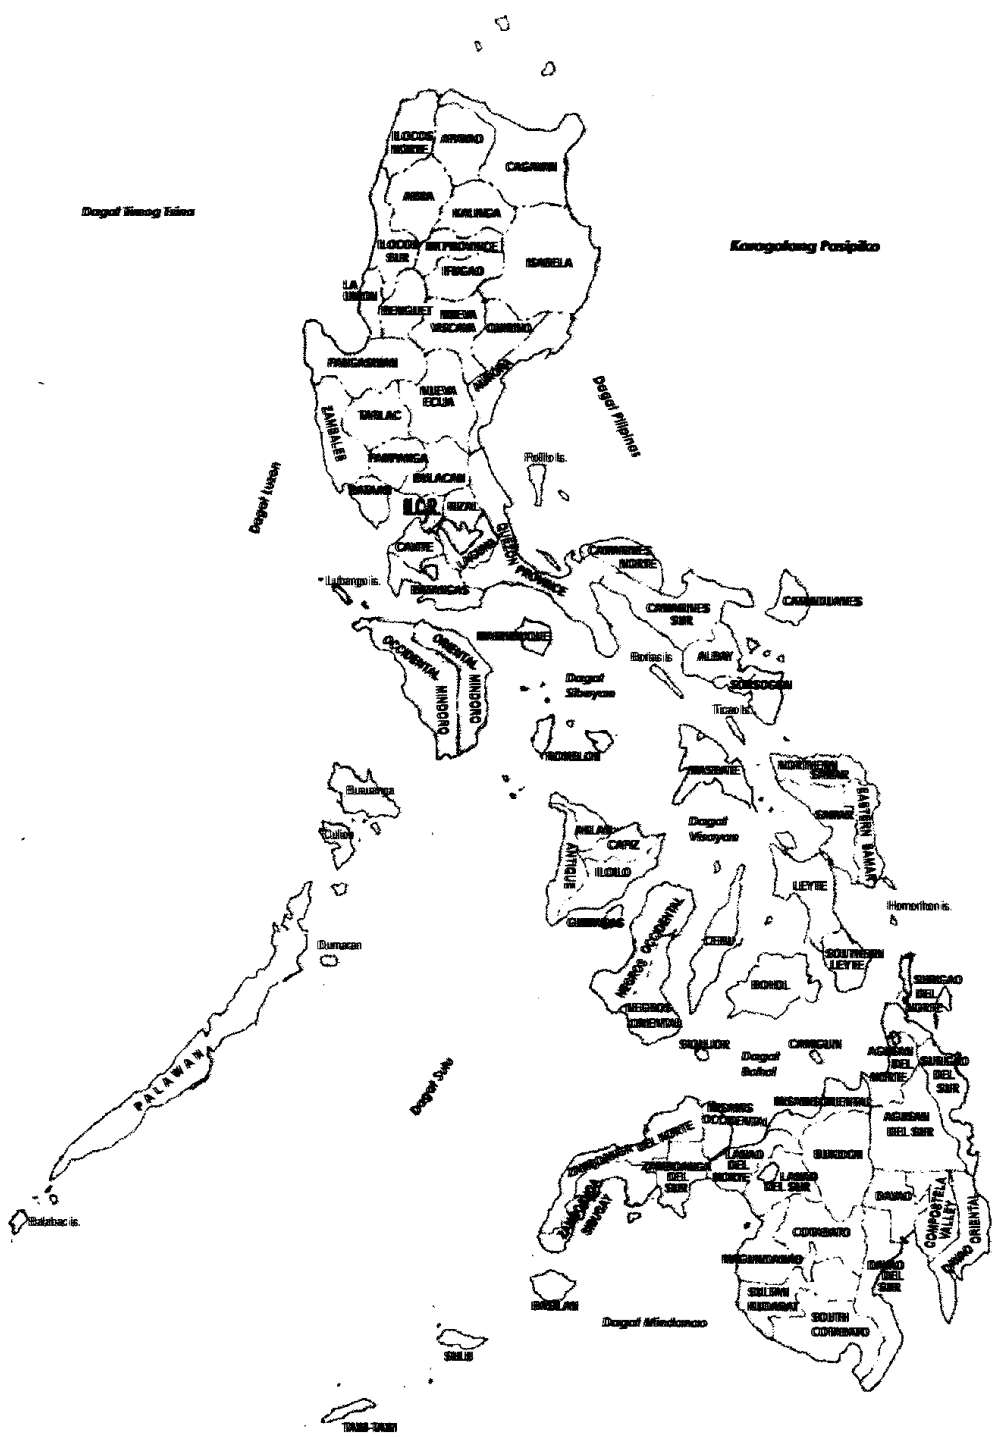 ILOCOS
NORTE
APAYAO
CAGAYAN
Dagat Timog Tsina
ABRA
KALINGA
ILOCOS
SUR
MT. PROVINCE
Karagatang Pasipiko
IFUGAO
ISABELA
LA
UNION
BENGUET
NUEVA
VISCAYA
QUIRINO
PANGASINAN
AURORA
NUEVA
ECIJA
Dagat Pilipinas
ZAMBALES
TARLAC
PAMPANGA
Polillo is.
BULACAN
Dagat Luzon
BATAAN
N.C.R.
RIZAL
CAVITE
LAGUNA
QUEZON PROVINCE
CAMARINES
NORTE
Lubang is.
BATANGAS
CATANDUANES
CAMARINES
SUR
OCCIDENTAL MINDORO
ORIENTAL MINDORO
MARINDUQUE
Burias is
ALBAY
Dagat
Sibuyan
SORSOGON
Ticao is.
ROMBLON
MASBATE
NORTHERN
SAMAR
Busuanga
SAMAR
EASTERN SAMAR
Dagat
Visayan
Culion
AKLAN
CAPIZ
ANTIQUE
ILOILO
LEYTE
Homonhon is.
GUIMARAS
NEGROS OCCIDENTAL
CEBU
Dumaran
SOUTHERN
LEYTE
BOHOL
SURIGAO
DEL
NORTE
NEGROS
ORIENTAL
SIQUIJOR
CAMIGUIN
Dagat
Bohol
AGUSAN
DEL
NORTE
SURIGAO
DEL
SUR
PALAWAN
Dagat Sulu
MISAMIS
OCCIDENTAL
MISAMIS ORIENTAL
AGUSAN
DEL SUR
ZAMBOANGA DEL NORTE
ZAMBOANGA
DEL
SUR
LANAO
DEL
NORTE
BUKIDNON
LANAO
DEL SUR
ZAMBOANGA
SIBUGAY
DAVAO
COMPOSTELA
VALLEY
DAVAO ORIENTAL
Balabac is.
COTABATO
MAGUINDANAO
DAVAO
DEL
SUR
BASILAN
SULTAN
KUDARAT
Dagat Mindanao
SOUTH
COTABATO
SULU
TAWI-TAWI